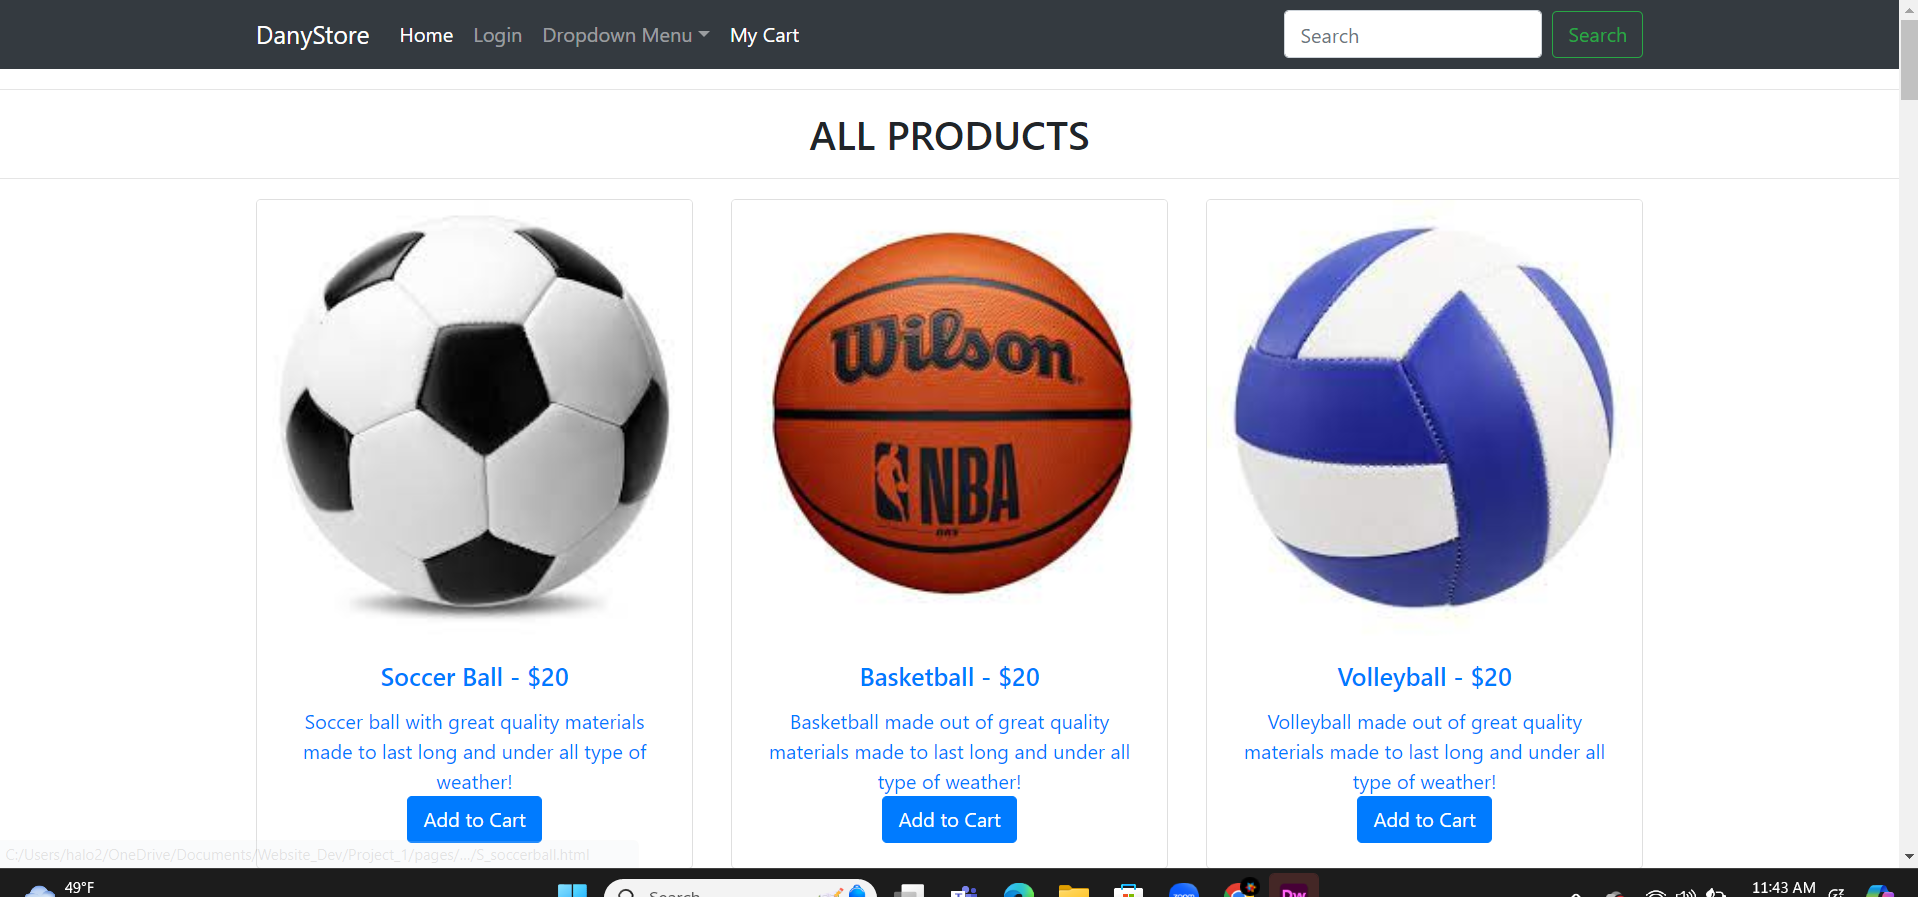 DanyStore Home Login Dropdown Menu My Cart Search Search
ALL PRODUCTS
Wilson
NBA
Soccer Ball - $20
Soccer ball with great quality materials
made to last long and under all type of
weather!
Add to Cart
Basketball - $20
Basketball made out of great quality
materials made to last long and under all
type of weather!
Add to Cart
Volleyball - $20
Volleyball made out of great quality
materials made to last long and under all
type of weather!
Add to Cart
C:/Users/halo2/OneDrive/Documents/Website_Dev/Project_1/pages/.../S_soccerball.html
49°F
Search
zoom
Dw
11:43 AM